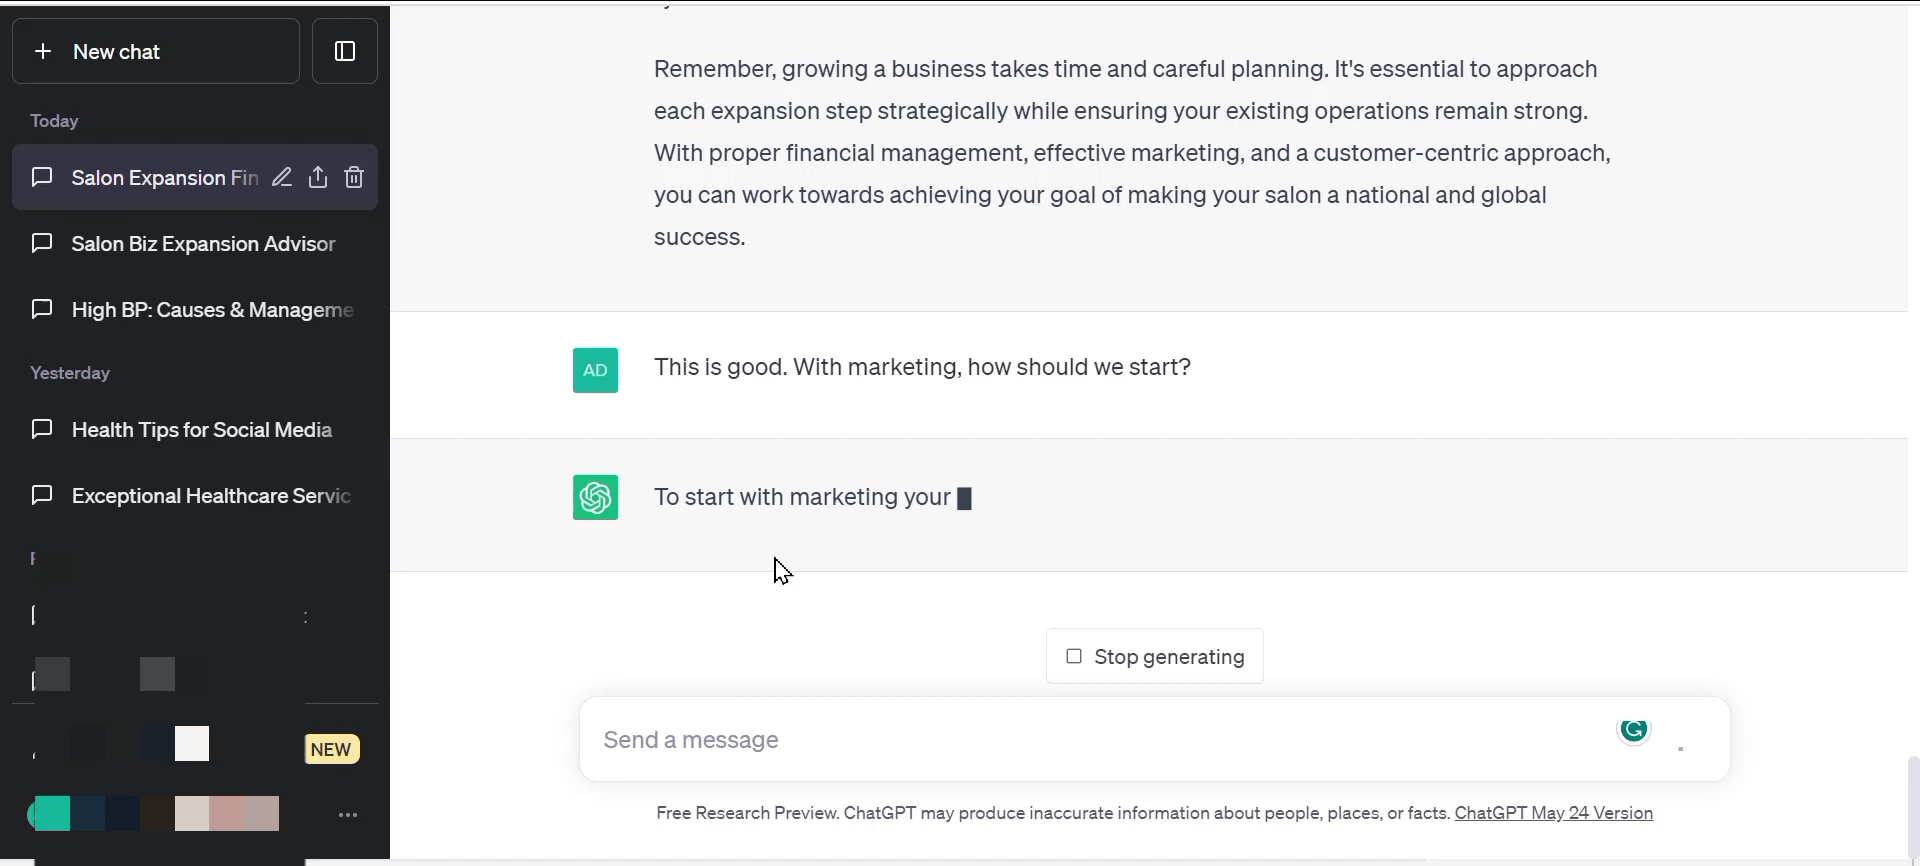 New chat
Today
Salon Expansion Fin
Salon Biz Expansion Advisor
High BP: Causes & Manageme
Yesterday
Health Tips for Social Media
Exceptional Healthcare Servic
NEW
Remember, growing a business takes time and careful planning. It's essential to approach
each expansion step strategically while ensuring your existing operations remain strong.
With proper financial management, effective marketing, and a customer-centric approach,
you can work towards achieving your goal of making your salon a national and global
success.
AD
This is good. With marketing, how should we start?
To start with marketing your
Stop generating
Send a message
Free Research Preview. ChatGPT may produce inaccurate information about people, places, or facts. ChatGPT May 24 Version